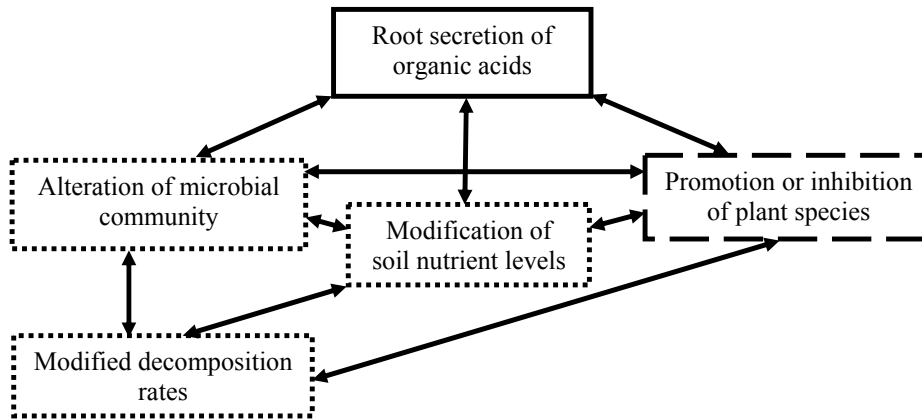 Root secretion of
organic acids
Alteration of microbial
community
Promotion or inhibition
of plant species
Modification of
soil nutrient levels
Modified decomposition
rates